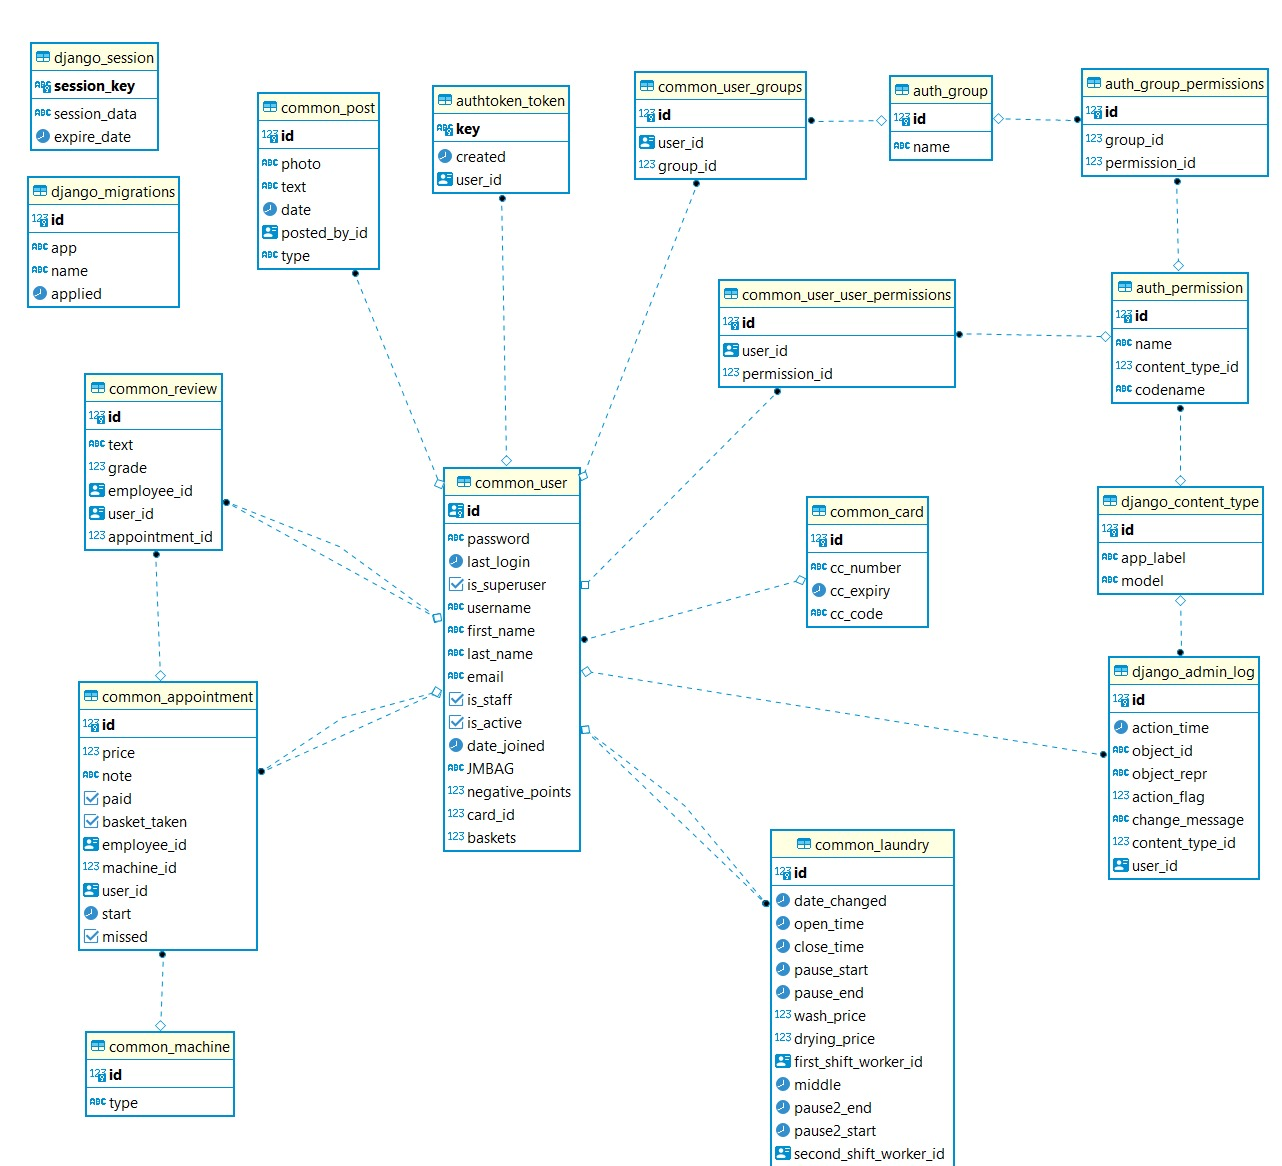 django_session
session_key
session_data
expire_date
django_migrations
id
app
name
applied
common_post
id
photo
text
date
posted_by_id
type
authtoken_token
key
created
user_id
common_user_groups
id
user_id
group_id
auth_group
id
name
auth_group_permissions
id
group_id
permission_id
common_user_user_permissions
id
user_id
permission_id
auth_permission
id
name
content_type_id
codename
common_review
id
text
grade
employee_id
user_id
appointment_id
common_user
id
password
last_login
is_superuser
username
first_name
last_name
email
is_staff
is_active
date_joined
JMBAG
negative_points
card_id
baskets
common_card
id
cc_number
cc_expiry
cc_code
django_content_type
id
app_label
model
common_appointment
id
price
note
paid
basket_taken
employee_id
machine_id
user_id
start
missed
django_admin_log
id
action_time
object_id
object_repr
action_flag
change_message
content_type_id
user_id
common_laundry
id
date_changed
open_time
close_time
pause_start
pause_end
wash_price
drying_price
first_shift_worker_id
middle
pause2_end
pause2_start
second_shift_worker_id
common_machine
id
type